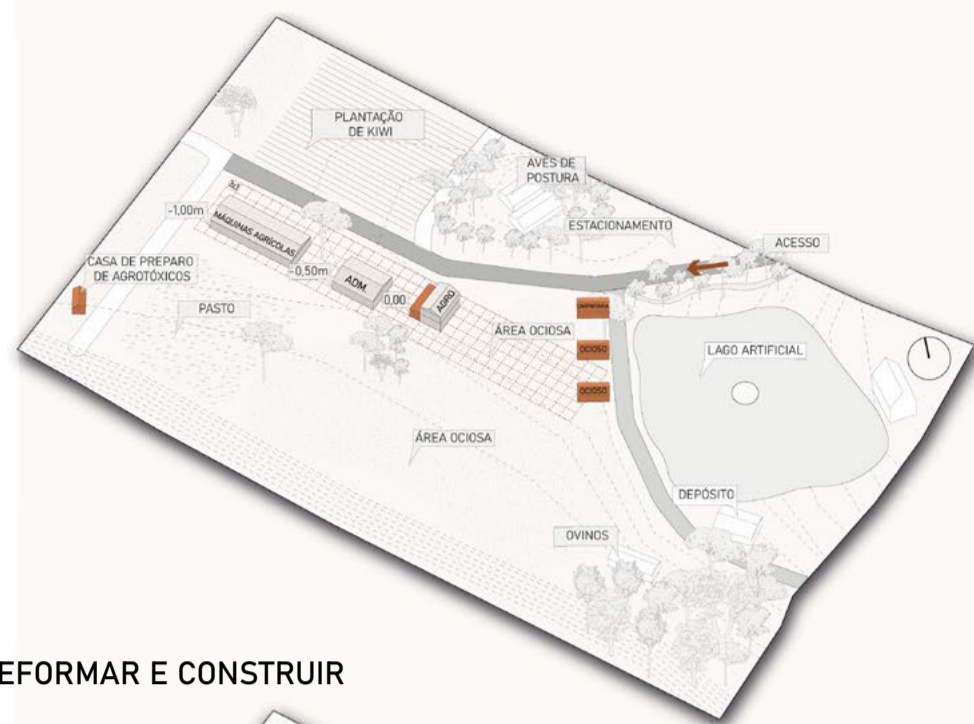 PLANTAÇÃO
DE KIWI
AVES DE
POSTURA
ESTACIONAMENTO
ACESSO
-1,00m
MÁQUINAS AGRÍCOLAS
-0,50m
CASA DE PREPARO
DE AGROTÓXICOS
ADM.
0,00
AGRO
PASTO
ÁREA OCIOSA
OCIOSO
OCIOSO
LAGO ARTIFICIAL
ÁREA OCIOSA
DEPÓSITO
OVINOS
EFORMAR E CONSTRUIR